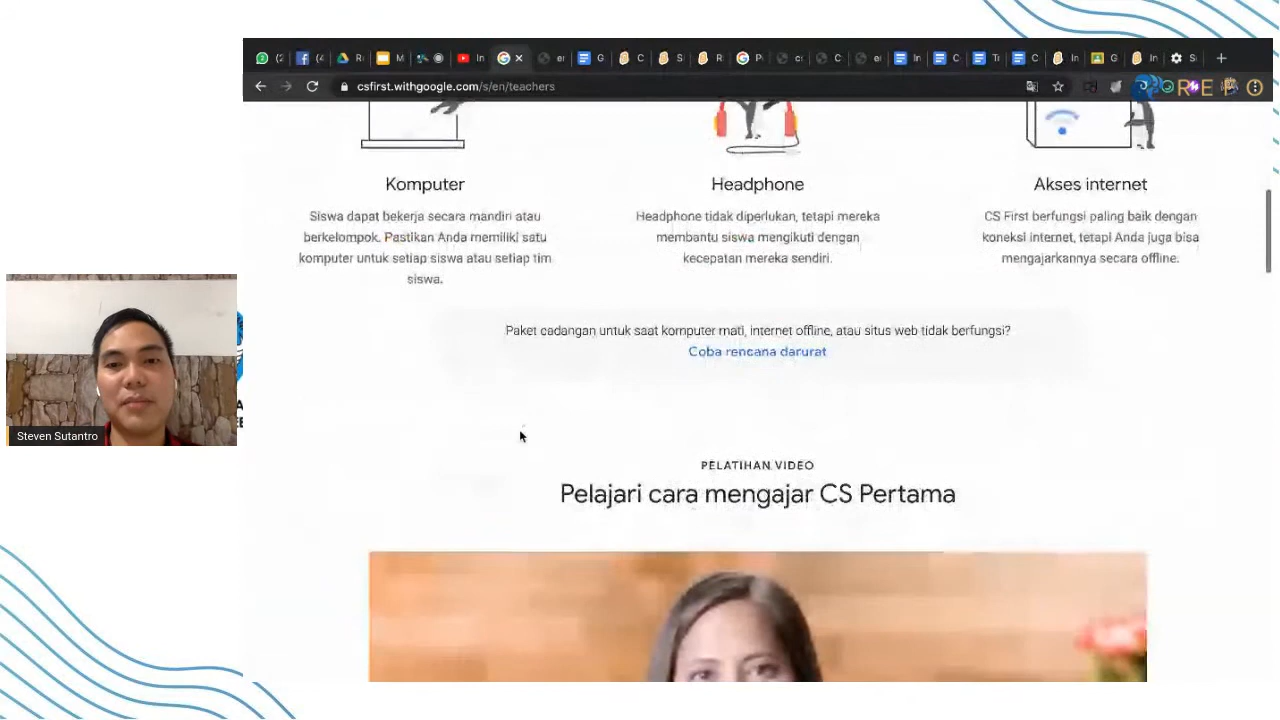 csfirst.withgoogle.com/s/en/teachers
Komputer
Siswa dapat bekerja secara mandiri atau
berkelompok. Pastikan Anda memiliki satu
komputer untuk setiap siswa atau setiap tim
siswa.
Headphone
Headphone tidak diperlukan, tetapi mereka
membantu siswa mengikuti dengan
kecepatan mereka sendiri.
Akses internet
CS First berfungsi paling baik dengan
koneksi internet, tetapi Anda juga bisa
mengajarkannya secara offline.
Paket cadangan untuk saat komputer mati, internet offline, atau situs web tidak berfungsi?
Coba rencana darurat
PELATIHAN VIDEO
Pelajari cara mengajar CS Pertama
Steven Sutantro